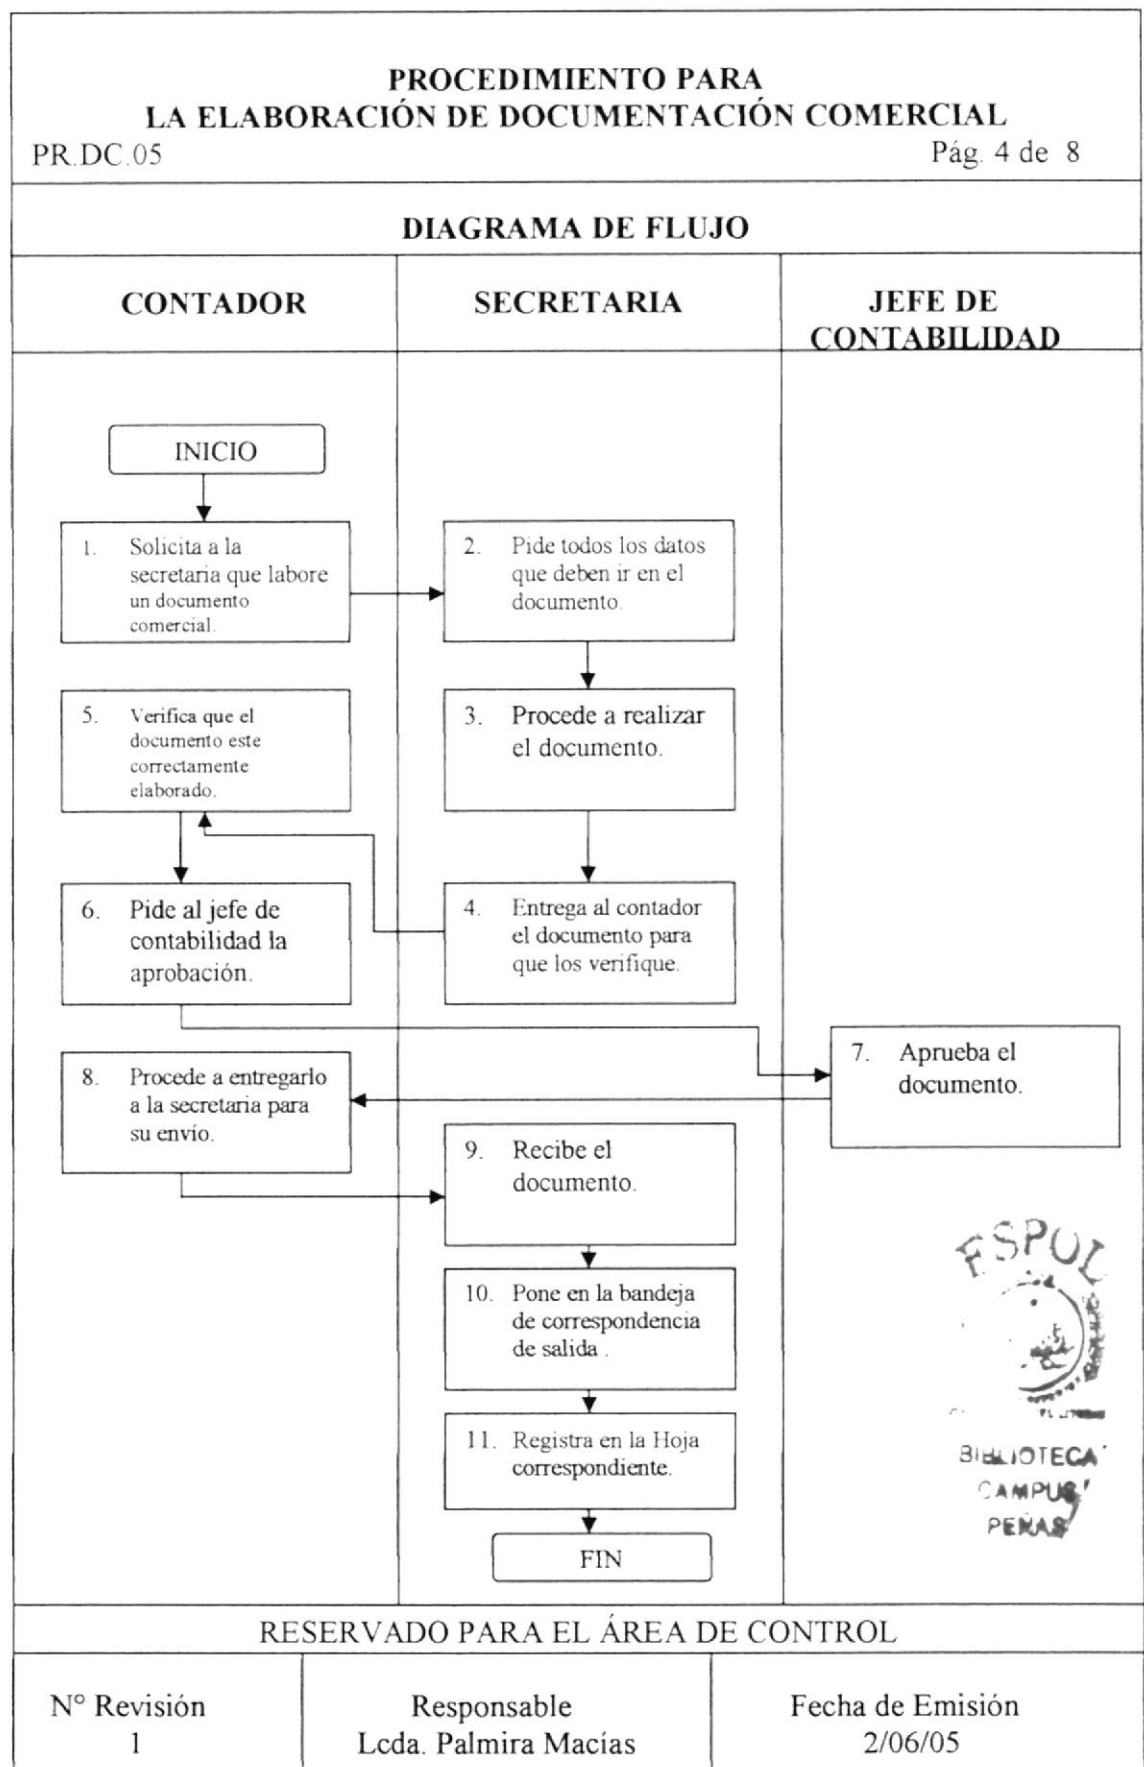 PROCEDIMIENTO PARA
LA ELABORACIÓN DE DOCUMENTACIÓN COMERCIAL
PR.DC.05 Pág. 4 de 8
DIAGRAMA DE FLUJO
CONTADOR
SECRETARIA
JEFE DE
CONTABILIDAD
INICIO
1. Solicita a la
secretaria que labore
un documento
comercial.
2. Pide todos los datos
que deben ir en el
documento.
3. Procede a realizar
el documento.
4. Entrega al contador
el documento para
que los verifique.
5. Verifica que el
documento este
correctamente
elaborado.
6. Pide al jefe de
contabilidad la
aprobación.
7. Aprueba el
documento.
8. Procede a entregarlo
a la secretaria para
su envío.
9. Recibe el
documento.
10. Pone en la bandeja
de correspondencia
de salida .
11. Registra en la Hoja
correspondiente.
FIN
ESPOL
BIBLIOTECA
CAMPUS
PEÑAS
RESERVADO PARA EL ÁREA DE CONTROL
N° Revisión
1
Responsable
Lcda. Palmira Macías
Fecha de Emisión
2/06/05